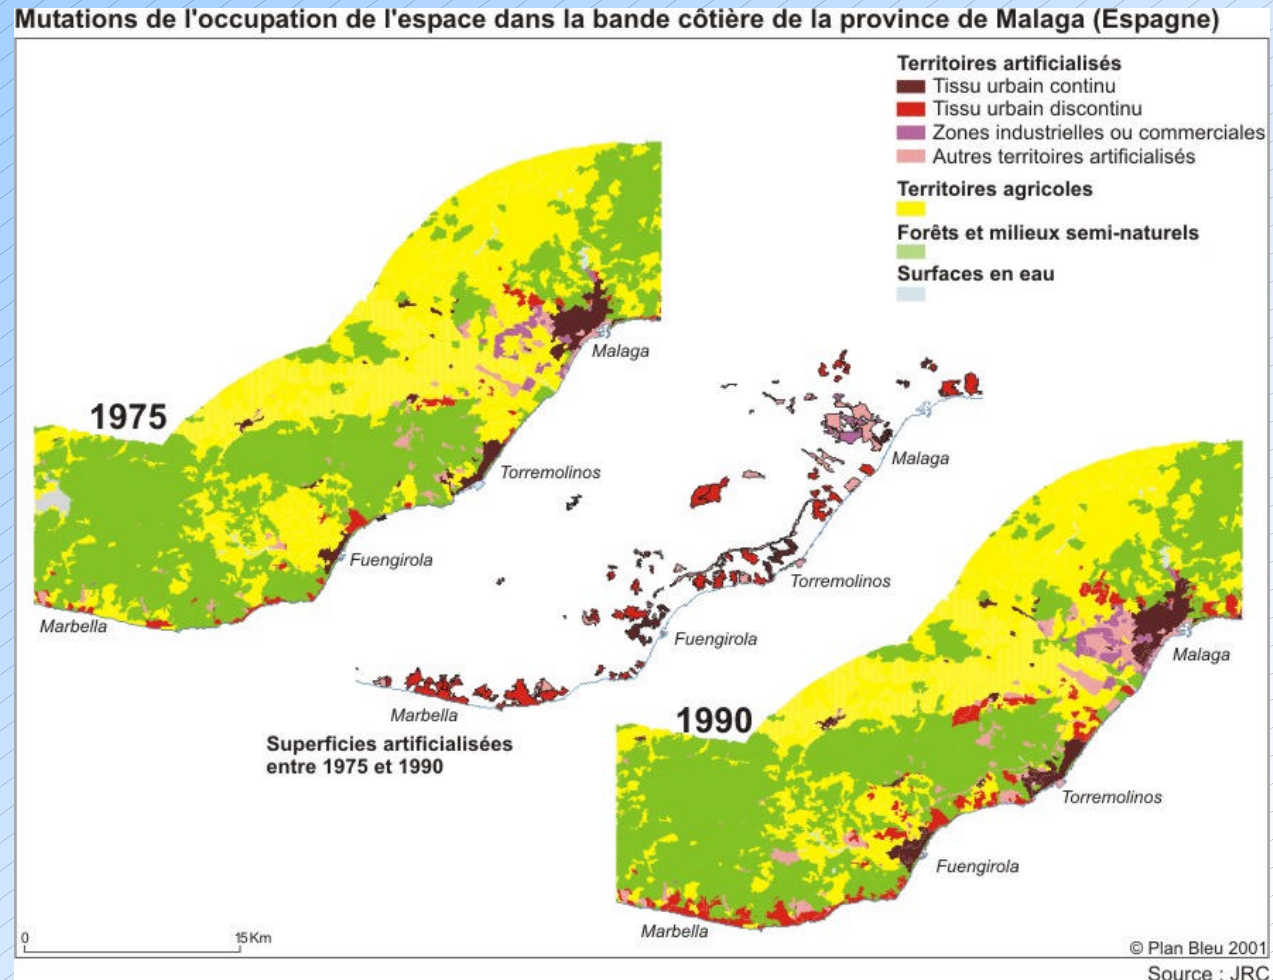 Mutations de l'occupation de l'espace dans la bande côtière de la province de Malaga (Espagne)
Territoires artificialisés
Tissu urbain continu
Tissu urbain discontinu
Zones industrielles ou commerciales
Autres territoires artificialisés
Territoires agricoles
Forêts et milieux semi-naturels
Surfaces en eau
1975
Malaga
Torremolinos
Fuengirola
Marbella
Malaga
Torremolinos
Fuengirola
Marbella
Superficies artificialisées
entre 1975 et 1990
1990
Malaga
Torremolinos
Fuengirola
Marbella
0 15 Km
© Plan Bleu 2001
Source : JRC